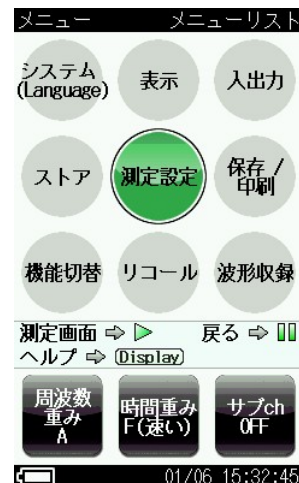 メニュー メニューリスト
システム 表示 入出力
(Language)
ストア 測定設定 保存 /
印刷
機能切替 リコール 波形収録
測定画面 ⇨ ▷ 戻る ⇨ ▯▯
ヘルプ ⇨ (Display)
周波数 時間重み サブch
重み F(速い) OFF
A
01/06 15:32:45